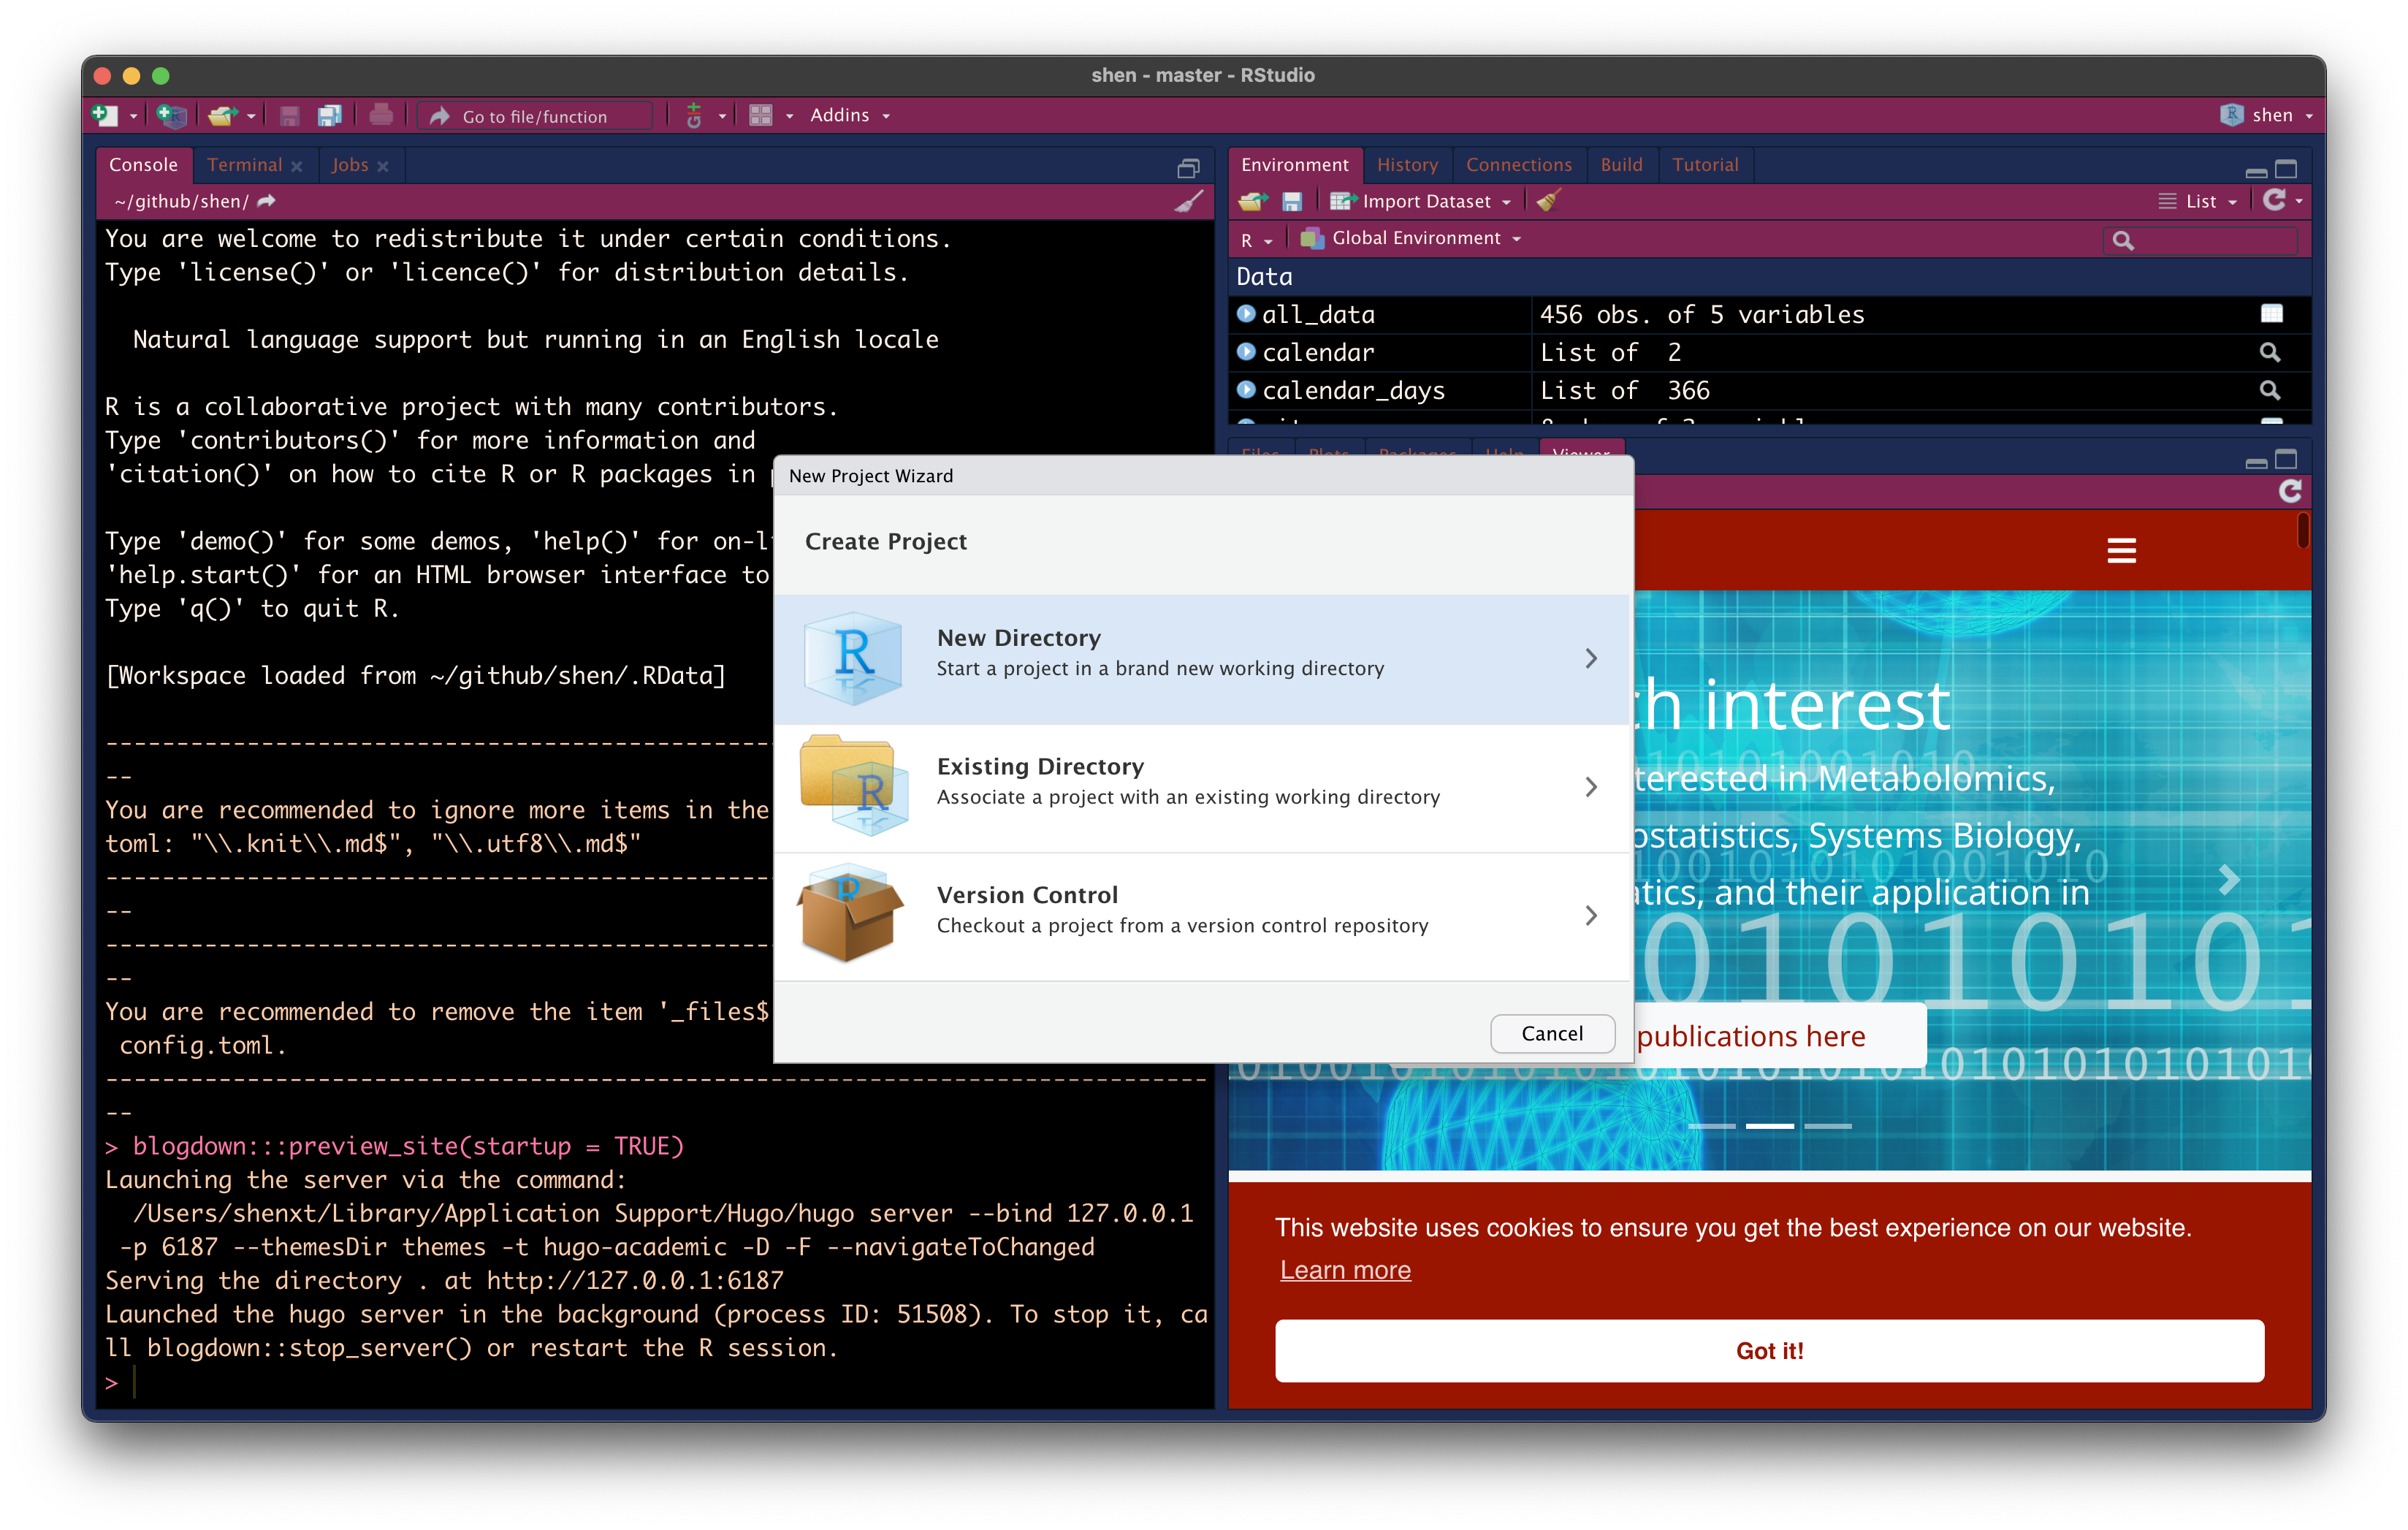 shen - master - RStudio
Go to file/function
Addins
shen
Console
Terminal
Jobs
~/github/shen/
You are welcome to redistribute it under certain conditions.
Type 'license()' or 'licence()' for distribution details.
Natural language support but running in an English locale
R is a collaborative project with many contributors.
Type 'contributors()' for more information and
'citation()' on how to cite R or R packages in
Type 'demo()' for some demos, 'help()' for
'help.start()' for an HTML browser interface to
Type 'q()' to quit R.
[Workspace loaded from ~/github/shen/.RData]
--
You are recommended to ignore more items in the
toml: "\\.knit\\.md$", "\\.utf8\\.md$"
--
--
You are recommended to remove the item '_files$
config.toml.
--
> blogdown:::preview_site(startup = TRUE)
Launching the server via the command:
/Users/shenxt/Library/Application Support/Hugo/hugo server --bind 127.0.0.1
-p 6187 --themesDir themes -t hugo-academic -D -F --navigateToChanged
Serving the directory . at http://127.0.0.1:6187
Launched the hugo server in the background (process ID: 51508). To stop it, ca
ll blogdown::stop_server() or restart the R session.
>
Environment
History
Connections
Build
Tutorial
Import Dataset
List
R
Global Environment
Data
all_data 456 obs. of 5 variables
calendar List of 2
calendar_days List of 366
Files
Plots
Packages
Help
Viewer
New Project Wizard
Create Project
New Directory
Start a project in a brand new working directory
Existing Directory
Associate a project with an existing working directory
Version Control
Checkout a project from a version control repository
Cancel
interest
in Metabolomics,
Systems Biology,
and their application in
publications here
This website uses cookies to ensure you get the best experience on our website.
Learn more
Got it!